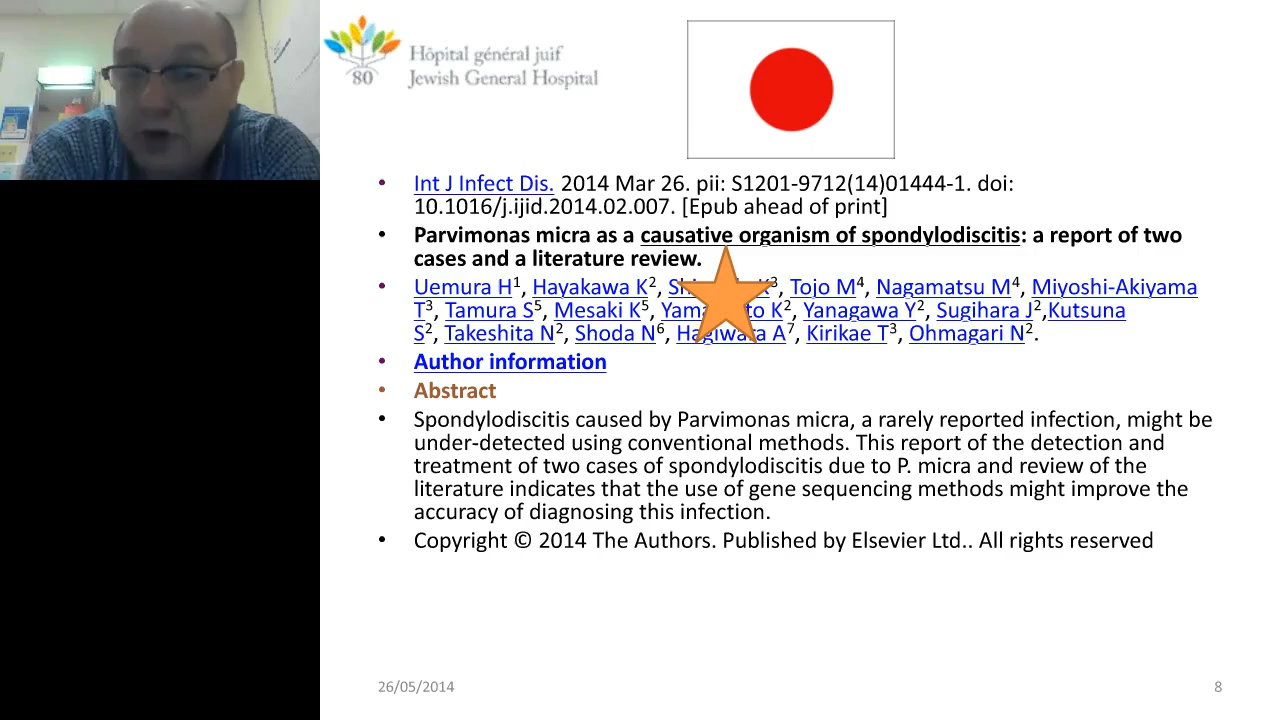 Hôpital général juif
80 Jewish General Hospital
• Int J Infect Dis. 2014 Mar 26. pii: S1201-9712(14)01444-1. doi:
10.1016/j.ijid.2014.02.007. [Epub ahead of print]
• Parvimonas micra as a causative organism of spondylodiscitis: a report of two
cases and a literature review.
• Uemura H1, Hayakawa K2, K3, Tojo M4, Nagamatsu M4, Miyoshi-Akiyama
T3, Tamura S5, Mesaki K5, K2, Yanagawa Y2, Sugihara J2,Kutsuna
S2, Takeshita N2, Shoda N6, Hagiwara A7, Kirikae T3, Ohmagari N2.
• Author information
• Abstract
• Spondylodiscitis caused by Parvimonas micra, a rarely reported infection, might be
under-detected using conventional methods. This report of the detection and
treatment of two cases of spondylodiscitis due to P. micra and review of the
literature indicates that the use of gene sequencing methods might improve the
accuracy of diagnosing this infection.
• Copyright © 2014 The Authors. Published by Elsevier Ltd.. All rights reserved
26/05/2014
8